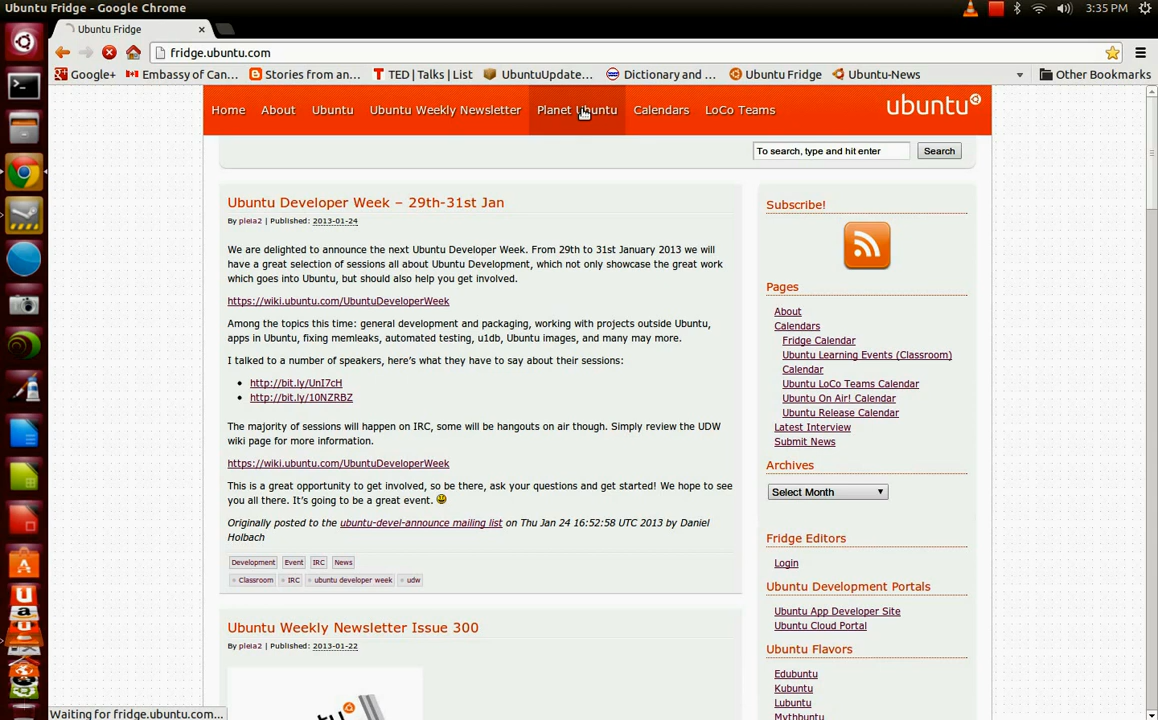 Ubuntu Fridge - Google Chrome
3:35 PM
Ubuntu Fridge
fridge.ubuntu.com
Google+
Embassy of Can...
Stories from an...
TED | Talks | List
UbuntuUpdate...
Dictionary and ...
Ubuntu Fridge
Ubuntu-News
Other Bookmarks
Home
About
Ubuntu
Ubuntu Weekly Newsletter
Planet Ubuntu
Calendars
LoCo Teams
ubuntu
To search, type and hit enter
Search
Ubuntu Developer Week – 29th-31st Jan
By pleia2 | Published: 2013-01-24
We are delighted to announce the next Ubuntu Developer Week. From 29th to 31st January 2013 we will
have a great selection of sessions all about Ubuntu Development, which not only showcase the great work
which goes into Ubuntu, but should also help you get involved.
https://wiki.ubuntu.com/UbuntuDeveloperWeek
Among the topics this time: general development and packaging, working with projects outside Ubuntu,
apps in Ubuntu, fixing memleaks, automated testing, u1db, Ubuntu images, and many may more.
I talked to a number of speakers, here's what they have to say about their sessions:
http://bit.ly/UnI7cH
http://bit.ly/10NZRBZ
The majority of sessions will happen on IRC, some will be hangouts on air though. Simply review the UDW
wiki page for more information.
https://wiki.ubuntu.com/UbuntuDeveloperWeek
This is a great opportunity to get involved, so be there, ask your questions and get started! We hope to see
you all there. It's going to be a great event.
Originally posted to the ubuntu-devel-announce mailing list on Thu Jan 24 16:52:58 UTC 2013 by Daniel
Holbach
Development
Event
IRC
News
Classroom
IRC
ubuntu developer week
udw
Ubuntu Weekly Newsletter Issue 300
By pleia2 | Published: 2013-01-22
Subscribe!
Pages
About
Calendars
Fridge Calendar
Ubuntu Learning Events (Classroom)
Calendar
Ubuntu LoCo Teams Calendar
Ubuntu On Air! Calendar
Ubuntu Release Calendar
Latest Interview
Submit News
Archives
Select Month
Fridge Editors
Login
Ubuntu Development Portals
Ubuntu App Developer Site
Ubuntu Cloud Portal
Ubuntu Flavors
Edubuntu
Kubuntu
Lubuntu
Mythbuntu
Waiting for fridge.ubuntu.com...